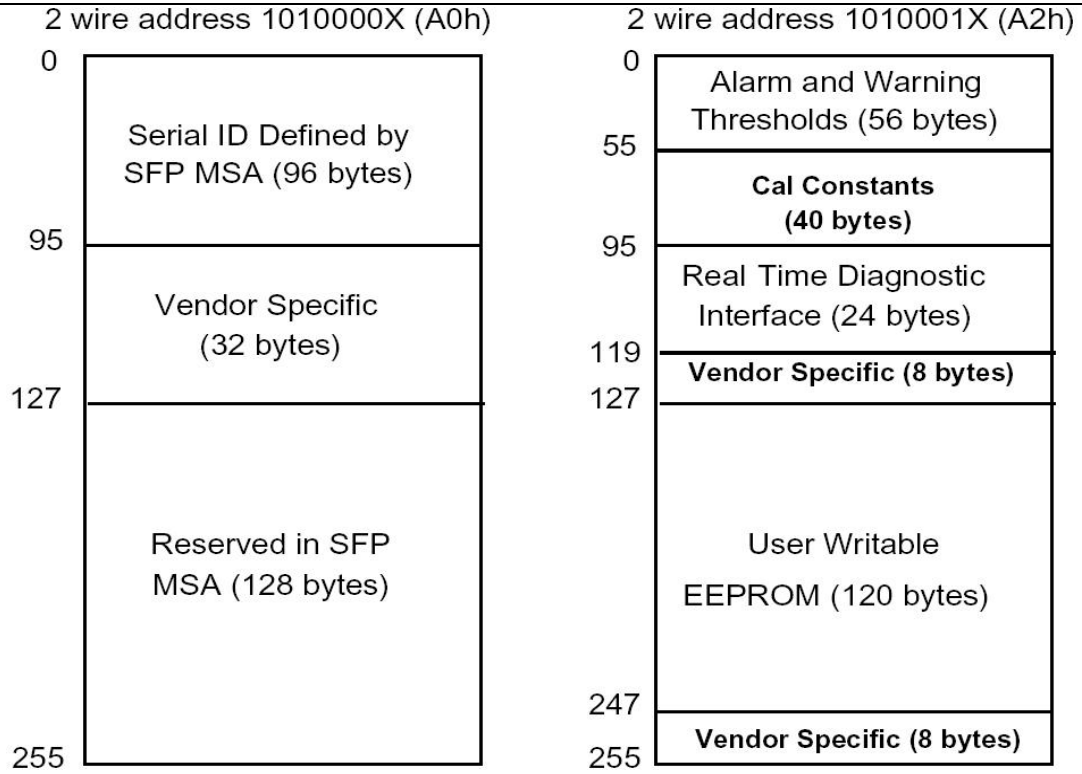 2 wire address 1010000X (A0h)
0
Serial ID Defined by
SFP MSA (96 bytes)
95
Vendor Specific
(32 bytes)
127
Reserved in SFP
MSA (128 bytes)
255
2 wire address 1010001X (A2h)
0
Alarm and Warning
Thresholds (56 bytes)
55
Cal Constants
(40 bytes)
95
Real Time Diagnostic
Interface (24 bytes)
119
Vendor Specific (8 bytes)
127
User Writable
EEPROM (120 bytes)
247
Vendor Specific (8 bytes)
255